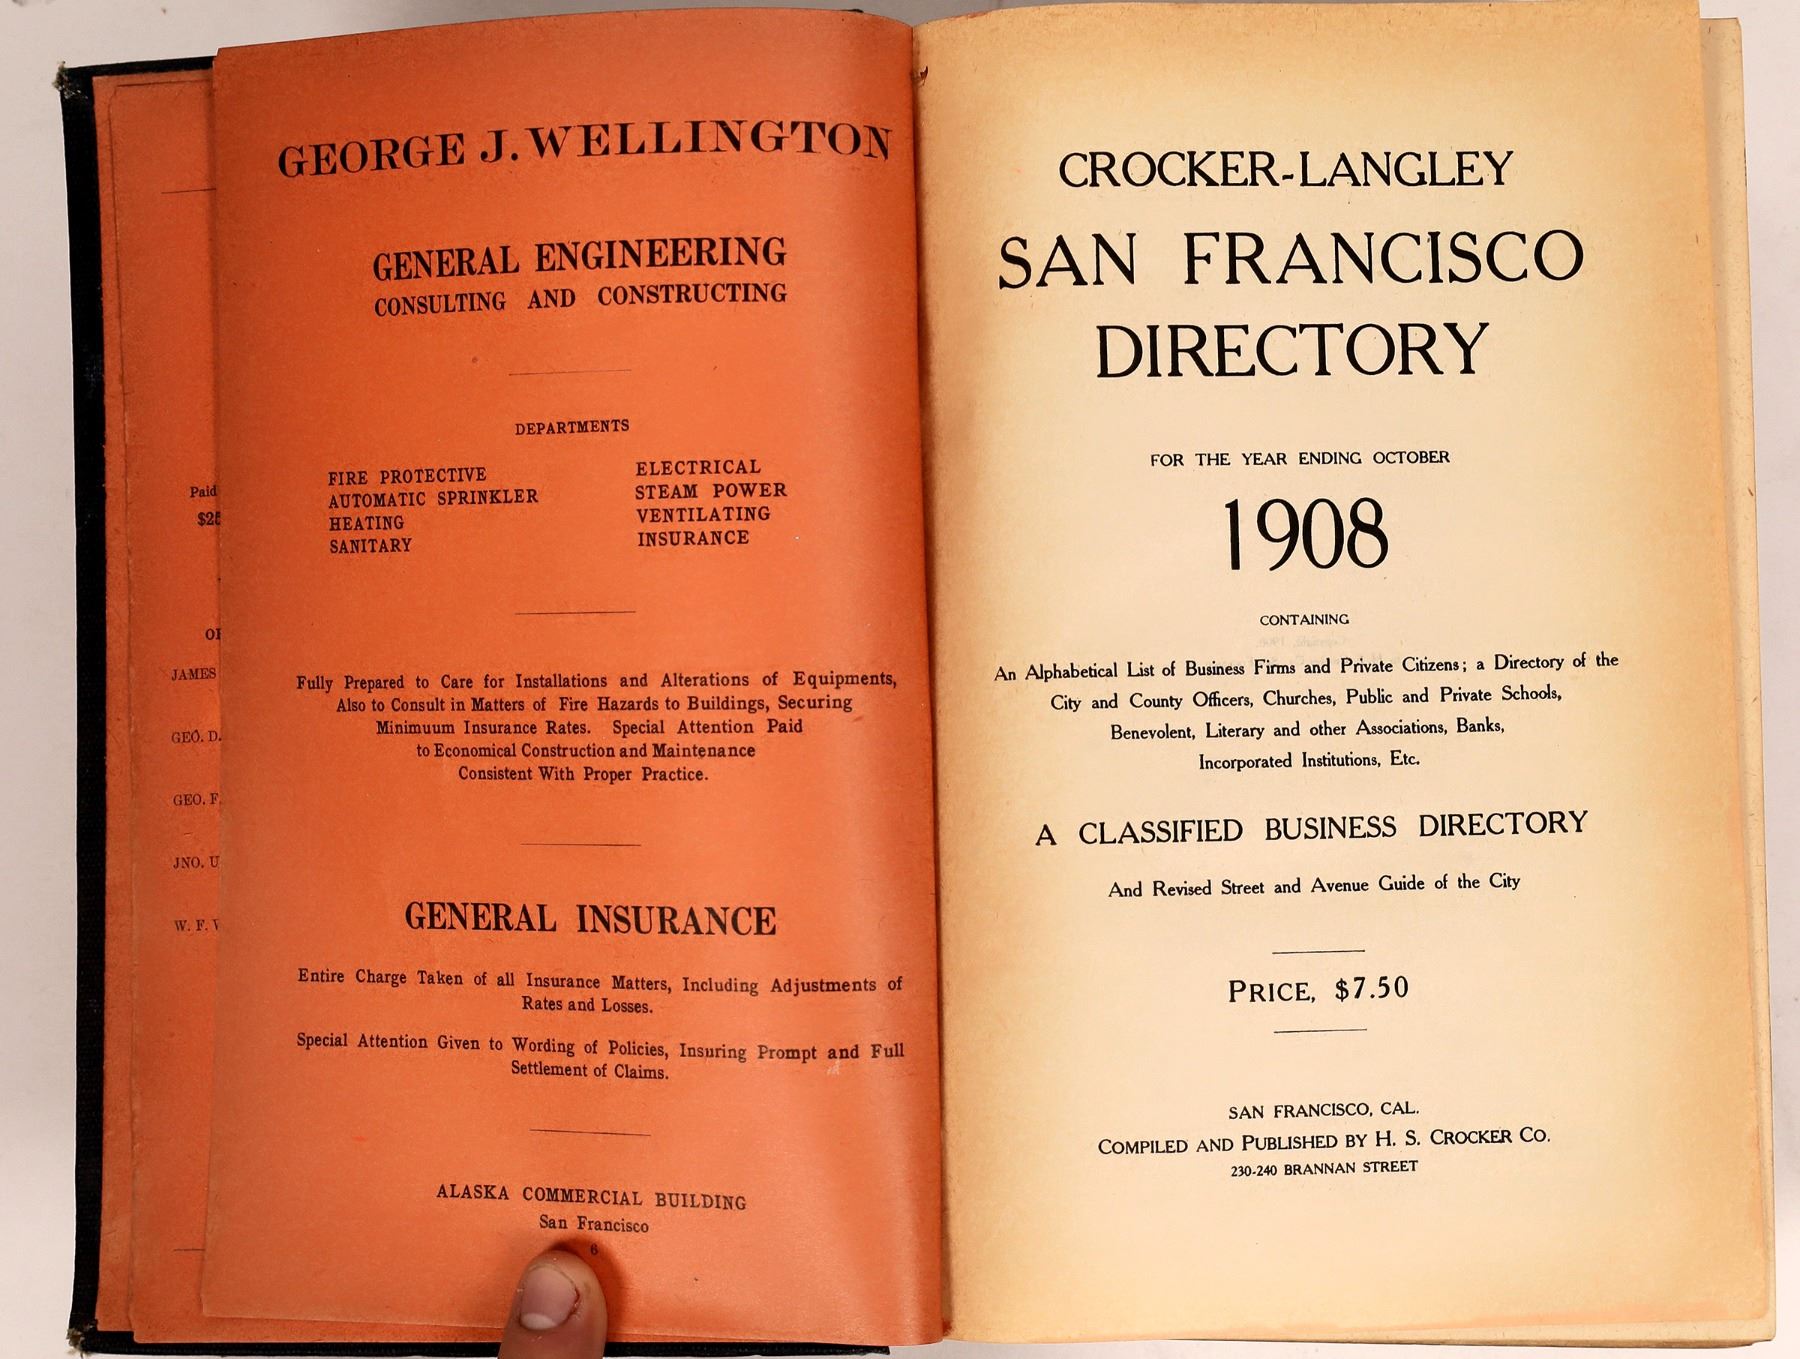 Paid
JAMES
GEO. D.
GEO. F.
JNO. U
W. F.
GEORGE J. WELLINGTON
GENERAL ENGINEERING
CONSULTING AND CONSTRUCTING
DEPARTMENTS
FIRE PROTECTIVE
AUTOMATIC SPRINKLER
HEATING
SANITARY
ELECTRICAL
STEAM POWER
VENTILATING
INSURANCE
Fully Prepared to Care for Installations and Alterations of Equipments,
Also to Consult in Matters of Fire Hazards to Buildings, Securing
Minimuum Insurance Rates. Special Attention Paid
to Economical Construction and Maintenance
Consistent With Proper Practice.
GENERAL INSURANCE
Entire Charge Taken of all Insurance Matters, Including Adjustments of
Rates and Losses.
Special Attention Given to Wording of Policies, Insuring Prompt and Full
Settlement of Claims.
ALASKA COMMERCIAL BUILDING
San Francisco
6
CROCKER-LANGLEY
SAN FRANCISCO
DIRECTORY
FOR THE YEAR ENDING OCTOBER
1908
CONTAINING
An Alphabetical List of Business Firms and Private Citizens; a Directory of the
City and County Officers, Churches, Public and Private Schools,
Benevolent, Literary and other Associations, Banks,
Incorporated Institutions, Etc.
A CLASSIFIED BUSINESS DIRECTORY
And Revised Street and Avenue Guide of the City
PRICE, $7.50
SAN FRANCISCO, CAL.
COMPILED AND PUBLISHED BY H. S. CROCKER CO.
230-240 BRANNAN STREET